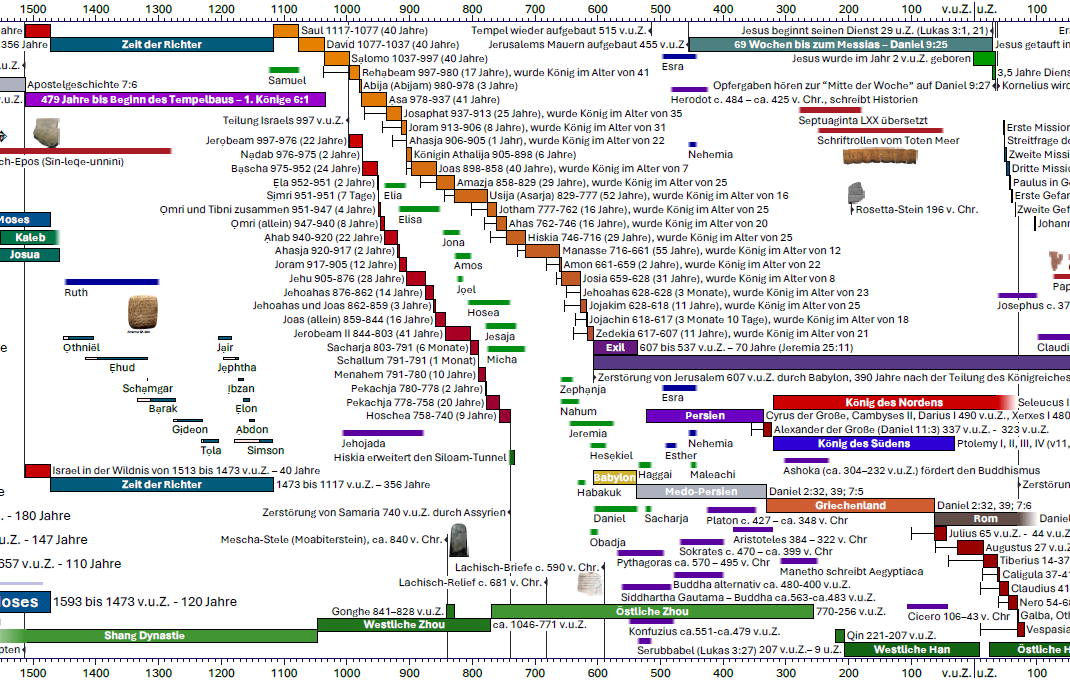 1500 1400 1300 1200 1100 1000 900 800 700 600 500 400 300 200 100 v.u.Z. u.Z. 100
Jahre
Saul 1117-1077 (40 Jahre)
Tempel wieder aufgebaut 515 v.u.Z.
Jesus beginnt seinen Dienst 29 u.Z. (Lukas 3:1, 21)
356 Jahre
Zeit der Richter
David 1077-1037 (40 Jahre)
Jerusalems Mauern aufgebaut 455 v.u.Z.
69 Wochen bis zum Messias – Daniel 9:25
Jesus getauft in
Salomo 1037-997 (40 Jahre)
Jesus wurde im Jahr 2 v.u.Z. geboren
v.u.Z.
Esra
Rehabeam 997-980 (17 Jahre), wurde König im Alter von 41
3,5 Jahre Diens
Samuel
Apostelgeschichte 7:6
Abija (Abijam) 980-978 (3 Jahre)
Opfergaben hören zur “Mitte der Woche” auf Daniel 9:27
Kornelius wird
v.u.Z.
479 Jahre bis Beginn des Tempelbaus – 1. Könige 6:1
Asa 978-937 (41 Jahre)
Herodot c. 484 – ca. 425 v. Chr., schreibt Historien
Josaphat 937-913 (25 Jahre), wurde König im Alter von 35
Teilung Israels 997 v.u.Z.
Septuaginta LXX übersetzt
Joram 913-906 (8 Jahre), wurde König im Alter von 31
Erste Mission
Jerobeam 997-976 (22 Jahre)
Ahasja 906-905 (1 Jahr), wurde König im Alter von 22
Schriftrollen vom Toten Meer
Streifrage de
Nadab 976-975 (2 Jahre)
Königin Athalija 905-898 (6 Jahre)
Nehemia
Zweite Missi
ch-Epos (Sin-leqe-unnini)
Bascha 975-952 (24 Jahre)
Joas 898-858 (40 Jahre), wurde König im Alter von 7
Dritte Missio
Ela 952-951 (2 Jahre)
Amazja 858-829 (29 Jahre), wurde König im Alter von 25
Paulus in Ge
Simri 951-951 (7 Tage)
Elia
Usija (Asarja) 829-777 (52 Jahre), wurde König im Alter von 16
Erste Gefan
Omri und Tibni zusammen 951-947 (4 Jahre)
Jotham 777-762 (16 Jahre), wurde König im Alter von 25
Rosetta-Stein 196 v. Chr.
Zweite Gef
Moses
Elisa
Omri (allein) 947-940 (8 Jahre)
Ahas 762-746 (16 Jahre), wurde König im Alter von 20
Johann
Kaleb
Ahab 940-920 (22 Jahre)
Jona
Hiskia 746-716 (29 Jahre), wurde König im Alter von 25
Josua
Ahasja 920-917 (2 Jahre)
Manasse 716-661 (55 Jahre), wurde König im Alter von 12
Joram 917-905 (12 Jahre)
Amos
Amon 661-659 (2 Jahre), wurde König im Alter von 22
Jehu 905-876 (28 Jahre)
Josia 659-628 (31 Jahre), wurde König im Alter von 8
Pap
Ruth
Joel
Jehoahas 876-862 (14 Jahre)
Jehoahas 628-628 (3 Monate), wurde König im Alter von 23
Jehoahas und Joas 862-859 (3 Jahre)
Jojakim 628-618 (11 Jahre), wurde König im Alter von 25
Josephus c. 37
Hosea
Joas (allein) 859-844 (16 Jahre)
Jojachin 618-617 (3 Monate 10 Tage), wurde König im Alter von 18
Jerobeam II 844-803 (41 Jahre)
Jesaja
Zedekia 617-607 (11 Jahre), wurde König im Alter von 21
Othniël
Jair
Sacharja 803-791 (6 Monate)
Exil
607 bis 537 v.u.Z. – 70 Jahre (Jeremia 25:11)
Claudi
Micha
Schallum 791-791 (1 Monat)
Ehud
Jephtha
Menahem 791-780 (10 Jahre)
Zerstörung von Jerusalem 607 v.u.Z. durch Babylon, 390 Jahre nach der Teilung des Königreiches
Schamgar
Ibzan
Pekachja 780-778 (2 Jahre)
Zephanja
Esra
Pekachja 778-758 (20 Jahre)
König des Nordens
Seleucus I
Barak
Elon
Nahum
Hoschea 758-740 (9 Jahre)
Persien
Cyrus der Große, Cambyses II, Darius I 490 v.u.Z., Xerxes I 480
Gideon
Abdon
Jeremia
Alexander der Große (Daniel 11:3) 337 v.u.Z. - 323 v.u.Z.
Jehojada
Nehemia
König des Südens
Ptolemy I, II, III, IV (v11,
Tola
Simson
Hiskia erweitert den Siloam-Tunnel
Hesekiel
Esther
Israel in der Wildnis von 1513 bis 1473 v.u.Z. – 40 Jahre
Babylon
Haggai
Maleachi
Ashoka (ca. 304–232 v.u.Z.) fördert den Buddhismus
Zeit der Richter
1473 bis 1117 v.u.Z. – 356 Jahre
Habakuk
Medo-Persien
Daniel 2:32, 39; 7:5
Zerstörun
Griechenland
Daniel 2:32, 39; 7:6
. - 180 Jahre
Zerstörung von Samaria 740 v.u.Z. durch Assyrien
Daniel
Sacharja
Platon c. 427 – ca. 348 v. Chr.
Rom
Daniel
u.Z. - 147 Jahre
Mescha-Stele (Moabiterstein), ca. 840 v. Chr.
Obadja
Aristoteles 384 – 322 v. Chr.
Julius 65 v.u.Z. - 44 v.u.Z
Sokrates c. 470 – ca. 399 v. Chr.
Augustus 27 v.u.Z
657 v.u.Z. - 110 Jahre
Lachisch-Briefe c. 590 v. Chr.
Pythagoras ca. 570 – 495 v. Chr.
Manetho schreibt Aegyptiaca
Tiberius 14-37
Lachisch-Relief c. 681 v. Chr.
Buddha alternativ ca. 480-400 v.u.Z.
Caligula 37-41
Siddhartha Gautama – Buddha ca.563-ca.483 v.u.Z.
Claudius 41
Moses
1593 bis 1473 v.u.Z. - 120 Jahre
Nero 54-68
Gonghe 841–828 v.u.Z.
Östliche Zhou
770-256 v.u.Z.
Cicero 106–43 v. Chr.
Galba, Oth
Westliche Zhou
ca. 1046-771 v.u.Z.
Konfuzius ca.551-ca.479 v.u.Z.
Vespasia
Shang Dynastie
Qin 221-207 v.u.Z.
Serubbabel (Lukas 3:27)
207 v.u.Z.– 9 u.Z.
Westliche Han
Östliche H
pten
1500 1400 1300 1200 1100 1000 900 800 700 600 500 400 300 200 100 v.u.Z. u.Z. 100